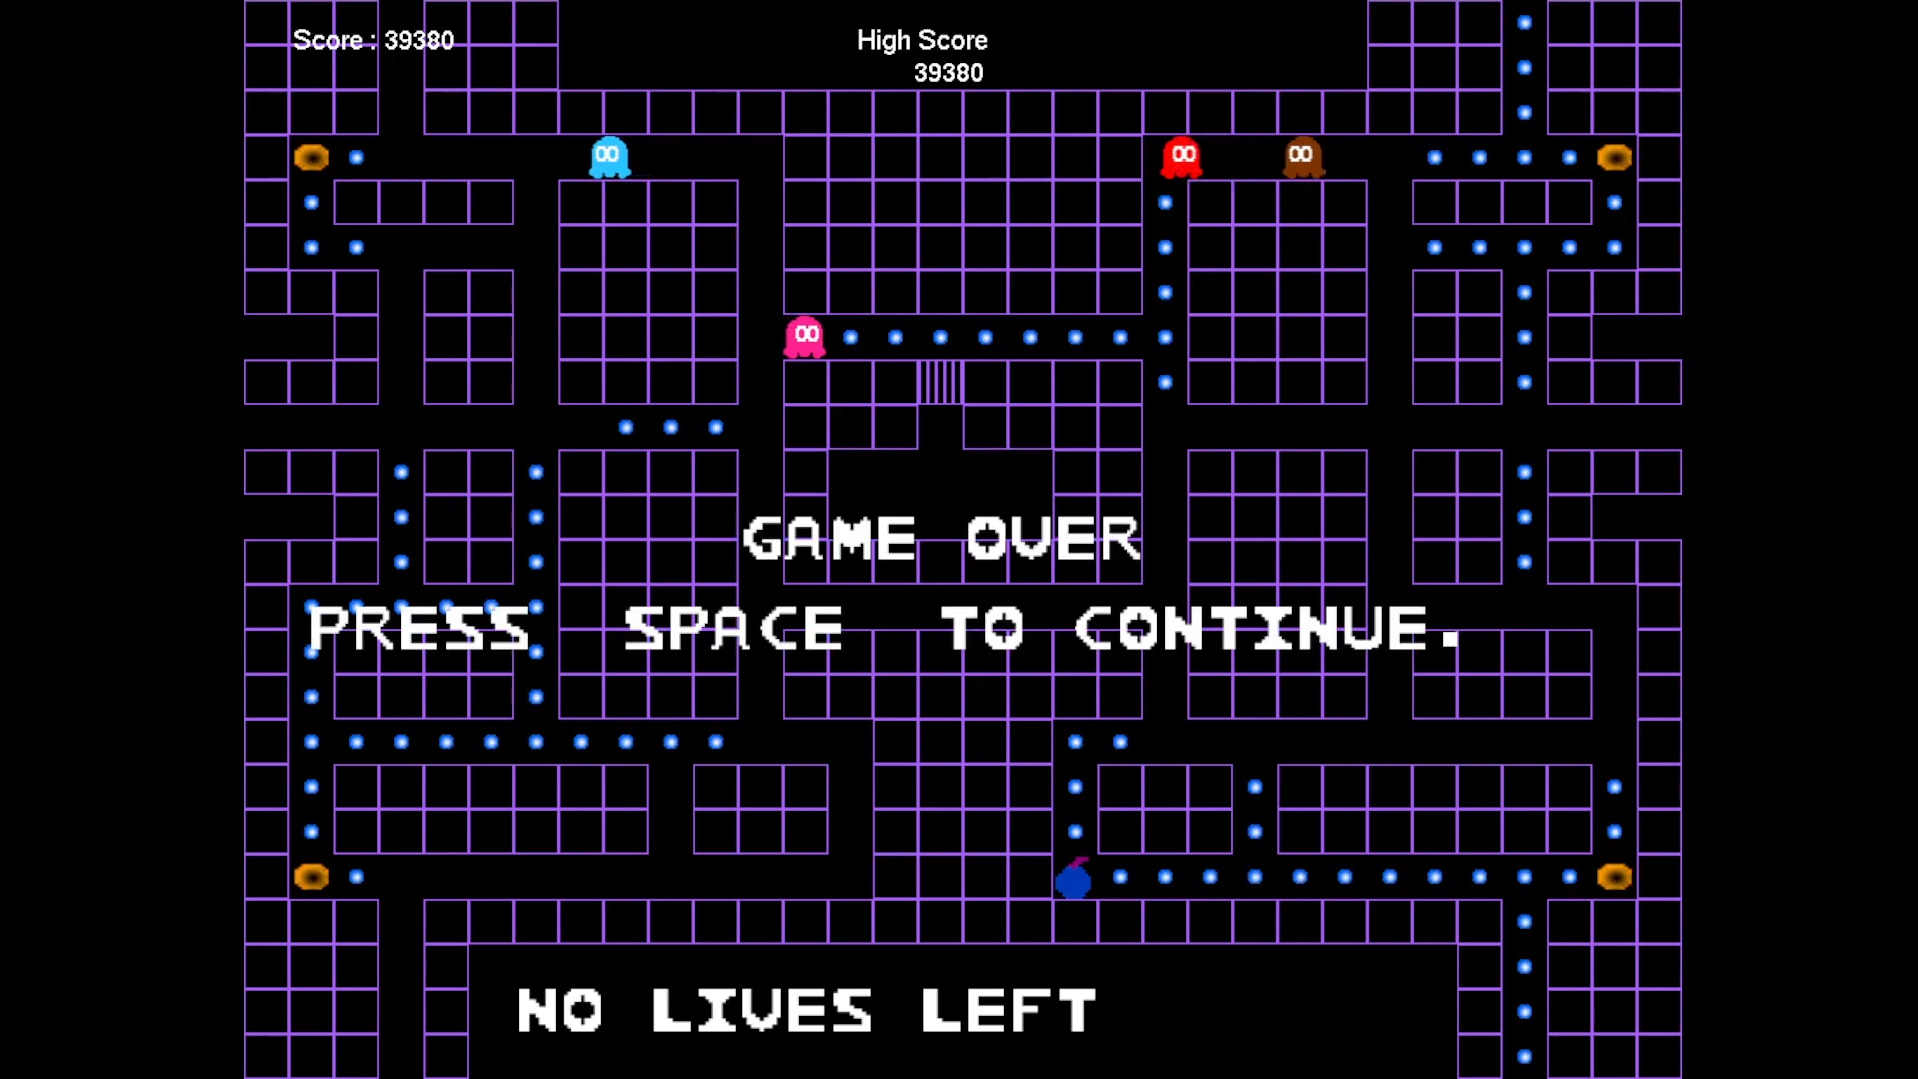 Score : 39380
High Score
39380
GAME OVER
PRESS SPACE TO CONTINUE.
NO LIVES LEFT